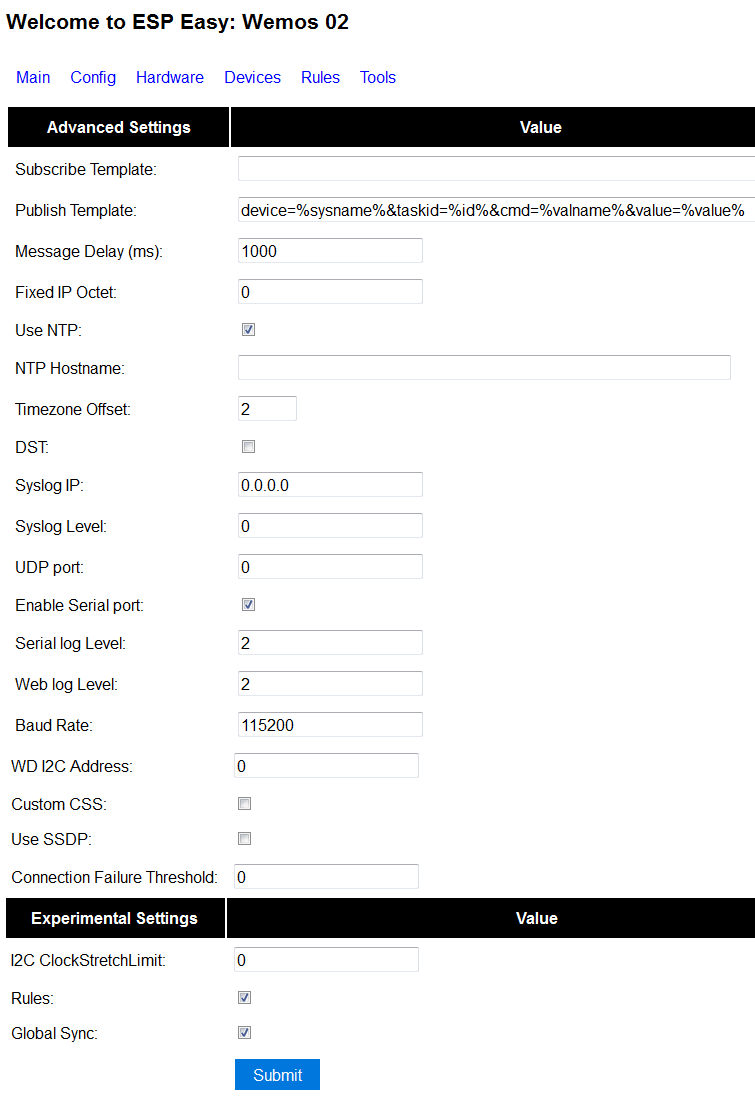 Welcome to ESP Easy: Wemos 02
Main Config Hardware Devices Rules Tools
Advanced Settings Value
Subscribe Template:
Publish Template: device=%sysname%&taskid=%id%&cmd=%valname%&value=%value%
Message Delay (ms): 1000
Fixed IP Octet: 0
Use NTP:
NTP Hostname:
Timezone Offset: 2
DST:
Syslog IP: 0.0.0.0
Syslog Level: 0
UDP port: 0
Enable Serial port:
Serial log Level: 2
Web log Level: 2
Baud Rate: 115200
WD I2C Address: 0
Custom CSS:
Use SSDP:
Connection Failure Threshold: 0
Experimental Settings Value
I2C ClockStretchLimit: 0
Rules:
Global Sync:
Submit